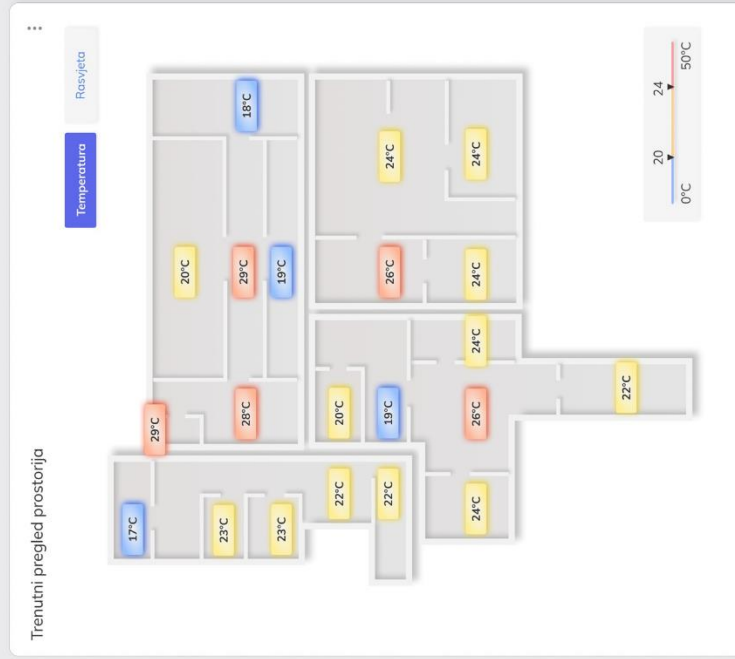 Trenutni pregled prostorija
Temperatura Rasvjeta
17°C
29°C
20°C
23°C
28°C 29°C 18°C
23°C 19°C
22°C 20°C
22°C 19°C 26°C 24°C
24°C 26°C 24°C 24°C 24°C
22°C
20 24
0°C 50°C